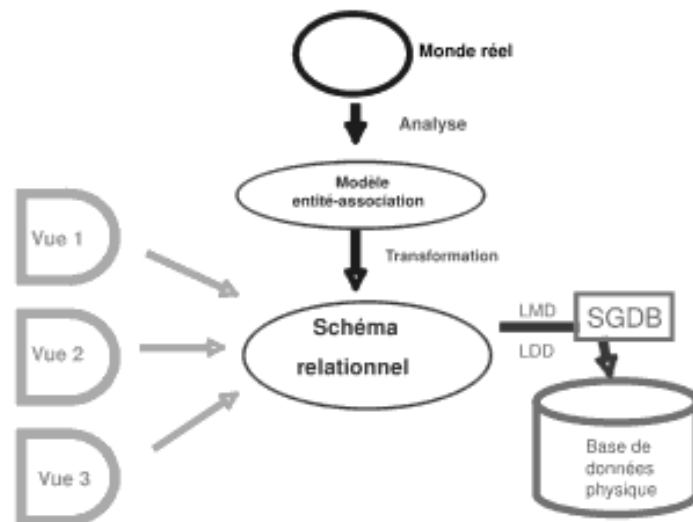 Monde réel
Analyse
Modèle
entité-association
Transformation
Vue 1
Vue 2
Vue 3
Schéma
relationnel
LMD
LDD
SGDB
Base de
données
physique